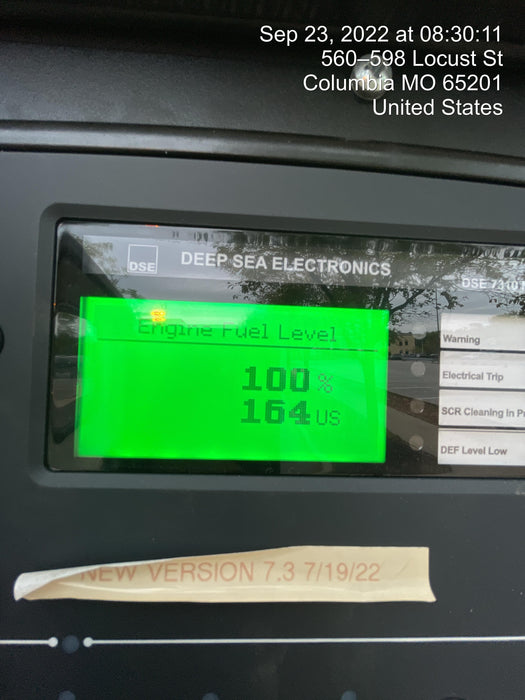 Sep 23, 2022 at 08:30:11
560–598 Locust St
Columbia MO 65201
United States
DSE
DEEP SEA ELECTRONICS
DSE 7310
Engine Fuel Level
100 %
164 US
Warning
Electrical Trip
SCR Cleaning In
DEF Level Low
NEW VERSION 7.3 7/19/22